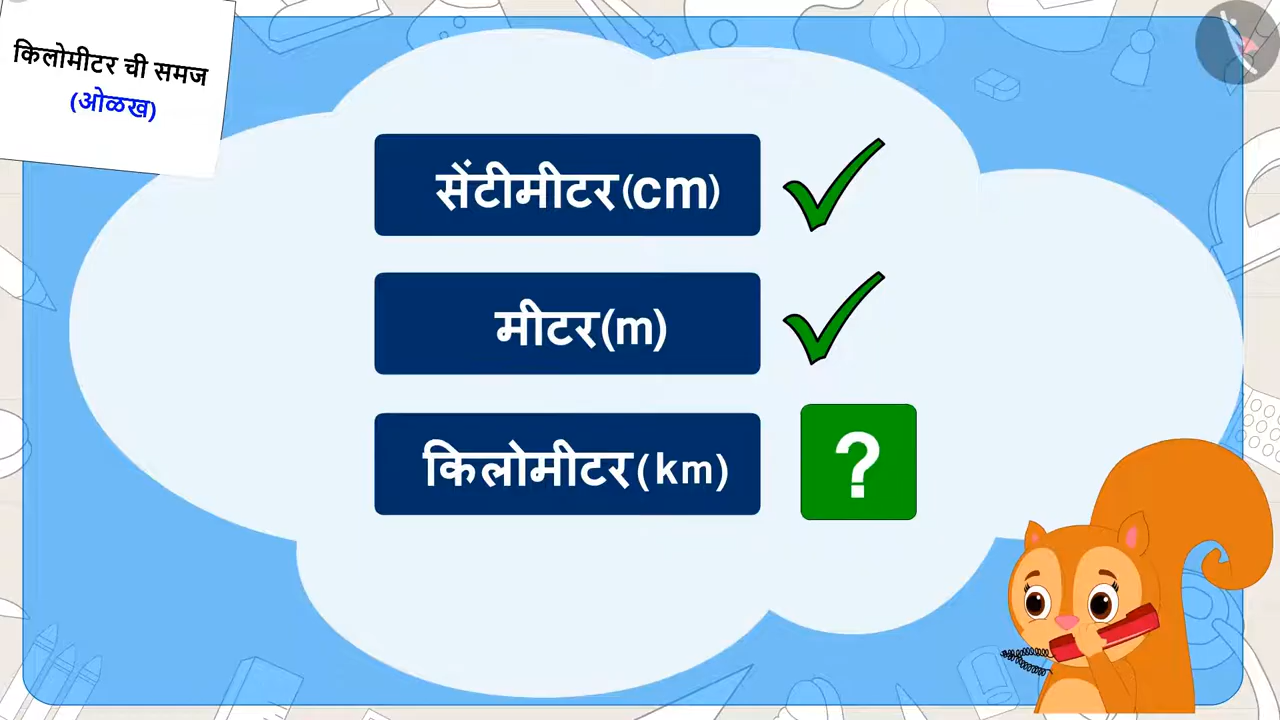 किलोमीटर ची समज
(ओळख)
सेंटीमीटर(cm)
मीटर(m)
किलोमीटर(km)
?